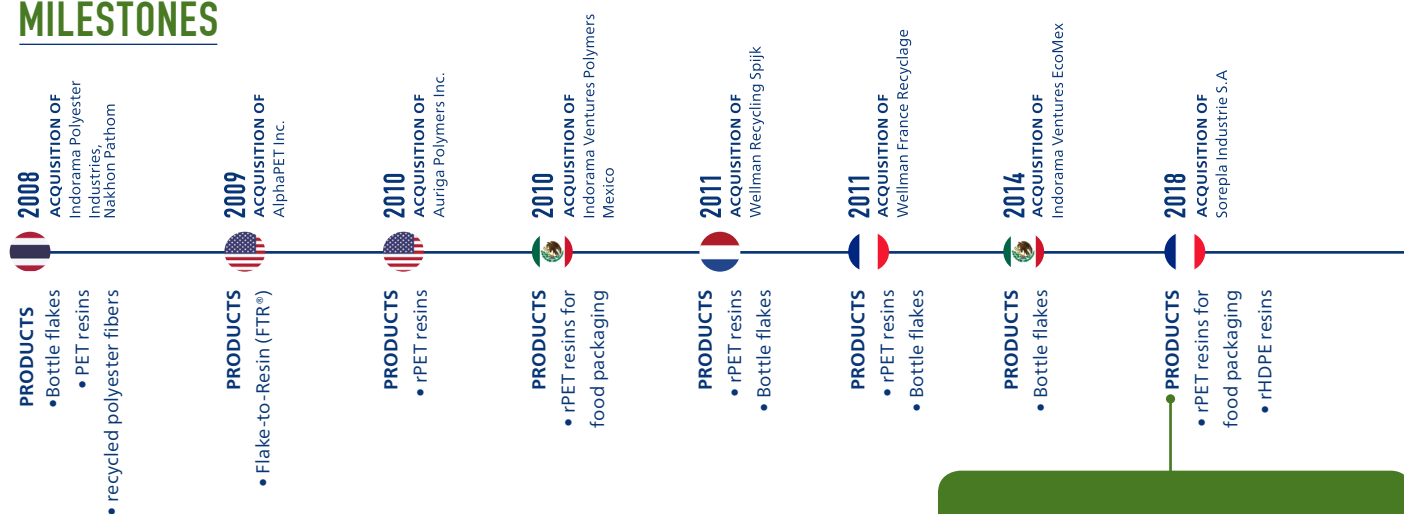 MILESTONES
2008
ACQUISITION OF
Indorama Polyester
Industries,
Nakhon Pathom
PRODUCTS
•Bottle flakes
• PET resins
• recycled polyester fibers
2009
ACQUISITION OF
AlphaPET Inc.
PRODUCTS
• Flake-to-Resin (FTR®)
2010
ACQUISITION OF
Auriga Polymers Inc.
PRODUCTS
• rPET resins
2010
ACQUISITION OF
Indorama Ventures Polymers
Mexico
PRODUCTS
• rPET resins for
food packaging
2011
ACQUISITION OF
Wellman Recycling Spijk
PRODUCTS
• rPET resins
• Bottle flakes
2011
ACQUISITION OF
Wellman France Recyclage
PRODUCTS
• rPET resins
• Bottle flakes
2014
ACQUISITION OF
Indorama Ventures EcoMex
PRODUCTS
• Bottle flakes
2018
ACQUISITION OF
Sorepla Industrie S.A
PRODUCTS
• rPET resins for
food packaging
• rHDPE resins